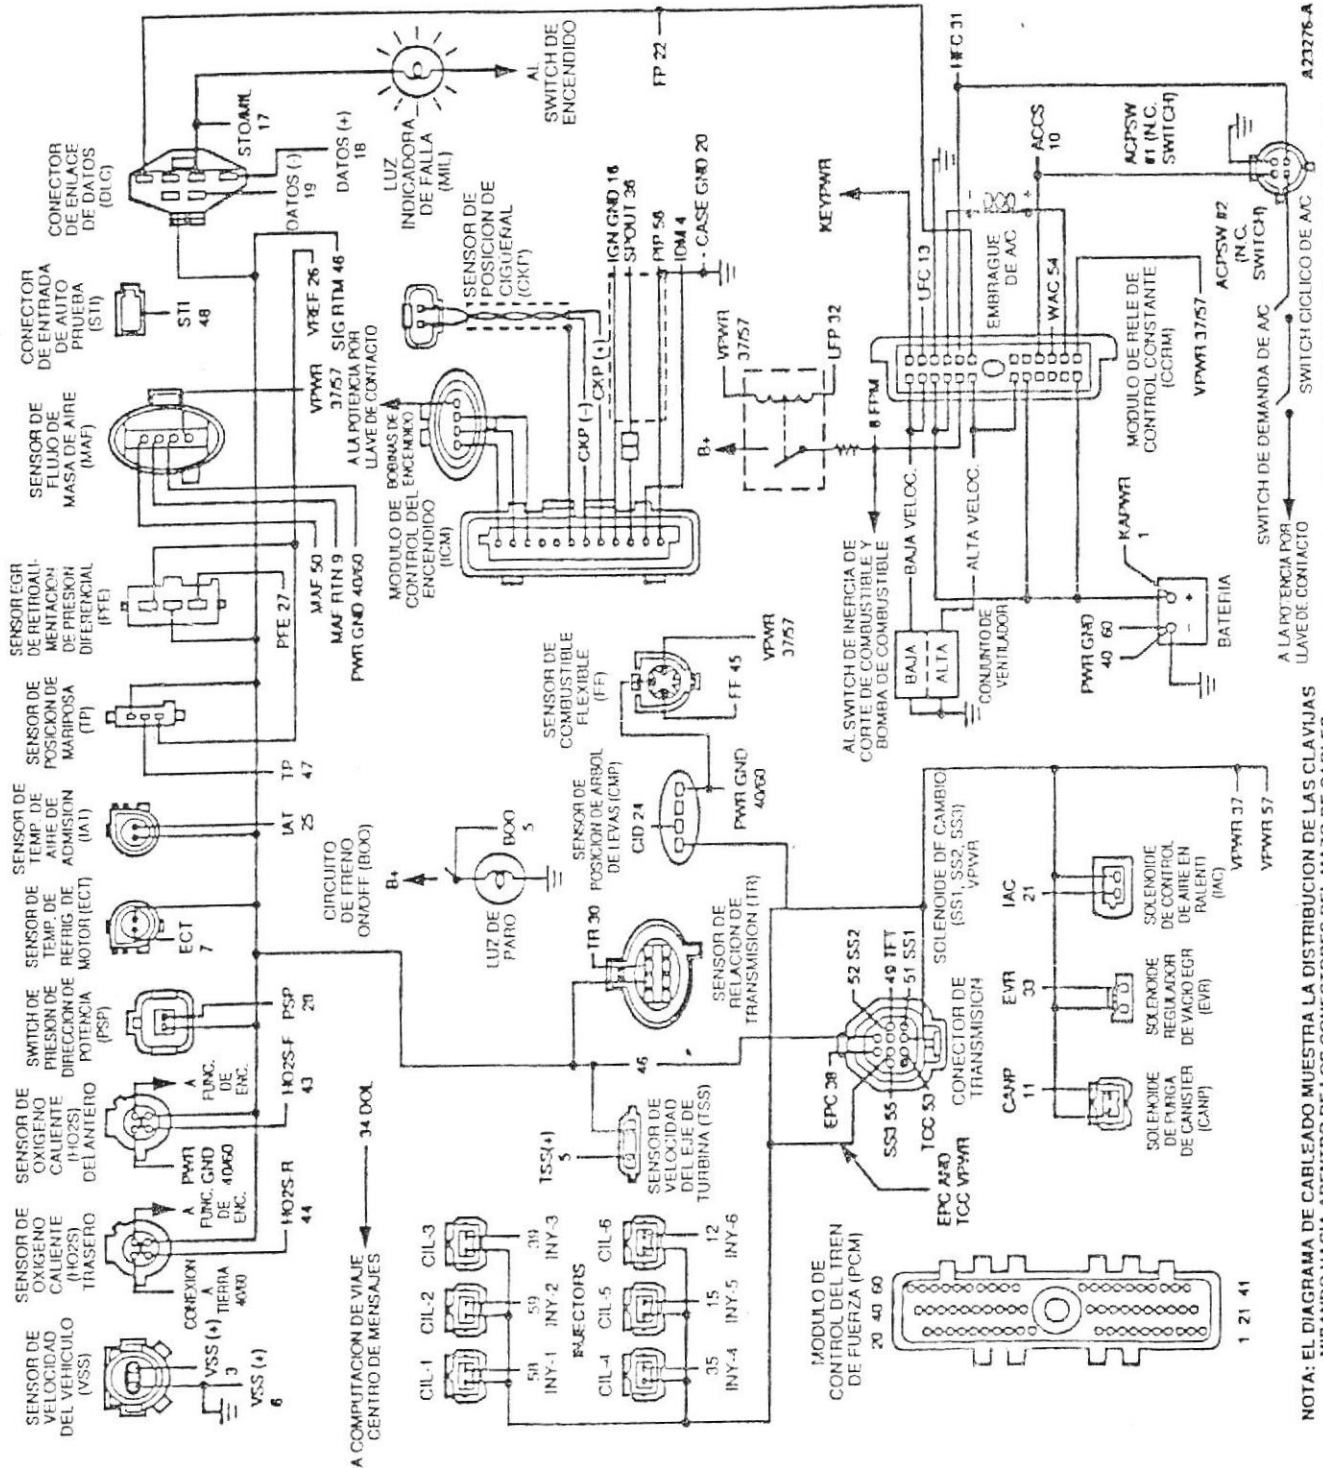 SENSOR DE
VELOCIDAD
DEL VEHICULO
(VSS)
SENSOR DE
OXIGENO
CALIENTE
(HO2S)
TRASERO
SENSOR DE
OXIGENO
CALIENTE
(HO2S)
DELANTERO
SWITCH DE
PRESION DE
DIRECCION DE
POTENCIA
(PSP)
SENSOR DE
TEMP. DE
REFRIG DE
MOTOR (ECT)
SENSOR DE
TEMP. DE
AIRE DE
ADMISION
(IAT)
SENSOR DE
POSICION DE
MARIPOSA
(TP)
SENSOR EGR
DE RETROALI-
MENTACION
DE PRESION
DIFERENCIAL
(PFE)
SENSOR DE
FLUJO DE
MASA DE AIRE
(MAF)
CONECTOR
DE ENTRADA
DE AUTO
PRUEBA
(STI)
CONECTOR
DE ENLACE
DE DATOS
(DLC)
VSS (+)
3
VSS (+)
6
CONEXION
A
TIERRA
40/60
A
FUNC.
DE
ENC.
HO2S-R
44
PWR
GND
40/60
A
FUNC.
DE
ENC.
HO2S-F
43
PSP
28
ECT
7
IAT
25
TP
47
PFE 27
MAF 50
MAF RTN 9
PWR GND 40/60
VPWR
37/57
STI
48
VREF 26
SIG RTM 46
DATOS (-)
19
DATOS (+)
18
STO/MIL
17
LUZ
INDICADORA
DE FALLA
(MIL)
AL
SWITCH DE
ENCENDIDO
FP 22
A COMPUTACION DE VIAJE
CENTRO DE MENSAJES
34 DOL
CIRCUITO
DE FRENO
ON/OFF (BOO)
B+
BOO
5
LUZ DE
PARO
MODULO DE
CONTROL DEL
ENCENDIDO
(ICM)
BOBINAS DE
ENCENDIDO
A LA POTENCIA POR
LLAVE DE CONTACTO
SENSOR DE
POSICION DE
CIGÜEÑAL
(CKP)
CKP (-)
CKP (+)
IGN GND 16
SPOUT 36
PIP 56
IDM 4
CASE GND 20
CIL-1
CIL-2
CIL-3
58
INY-1
59
INY-2
39
INY-3
INJECTORS
CIL-4
CIL-5
CIL-6
35
INY-4
15
INY-5
12
INY-6
TSS(+)
5
SENSOR DE
VELOCIDAD
DEL EJE DE
TURBINA (TSS)
46
TR 30
SENSOR DE
RELACION DE
TRANSMISION (TR)
SENSOR DE
POSICION DE ARBOL
DE LEVAS (CMP)
CID 24
PWR GND
40/60
SENSOR DE
COMBUSTIBLE
FLEXIBLE
(FF)
FF 45
VPWR
37/57
B+
VPWR
37/57
LFP 32
8 FPM
AL SWITCH DE INERCIA DE
CORTE DE COMBUSTIBLE Y
BOMBA DE COMBUSTIBLE
KEYPWR
UFC 13
HFC 31
EMBRAGUE
DE A/C
- +
WAC 54
ACCS
10
ACPSW
#1 (N.C.
SWITCH)
ACPSW #2
(N.C.
SWITCH)
BAJA VELOC.
ALTA VELOC.
BAJA
ALTA
CONJUNTO DE
VENTILADOR
MODULO DE RELE DE
CONTROL CONSTANTE
(CCRM)
VPWR 37/57
PWR GND
40 60
KAPWR
1
BATERIA
SWITCH DE DEMANDA DE A/C
SWITCH CICLICO DE A/C
A LA POTENCIA POR
LLAVE DE CONTACTO
EPC 38
52 SS2
49 TFT
51 SS1
SS3 55
TCC 53
CONECTOR DE
TRANSMISION
SOLENOIDE DE CAMBIO
(SS1, SS2, SS3)
VPWR
EPC AND
TCC VPWR
MODULO DE
CONTROL DEL TREN
DE FUERZA (PCM)
20 40 60
1 21 41
CANP
11
SOLENOIDE
DE PURGA
DE CANISTER
(CANP)
EVR
33
SOLENOIDE
REGULADOR
DE VACIO EGR
(EVR)
IAC
21
SOLENOIDE
DE CONTROL
DE AIRE EN
RALENTI
(IAC)
VPWR 37
VPWR 57
NOTA: EL DIAGRAMA DE CABLEADO MUESTRA LA DISTRIBUCION DE LAS CLAVIJAS
A23276-A